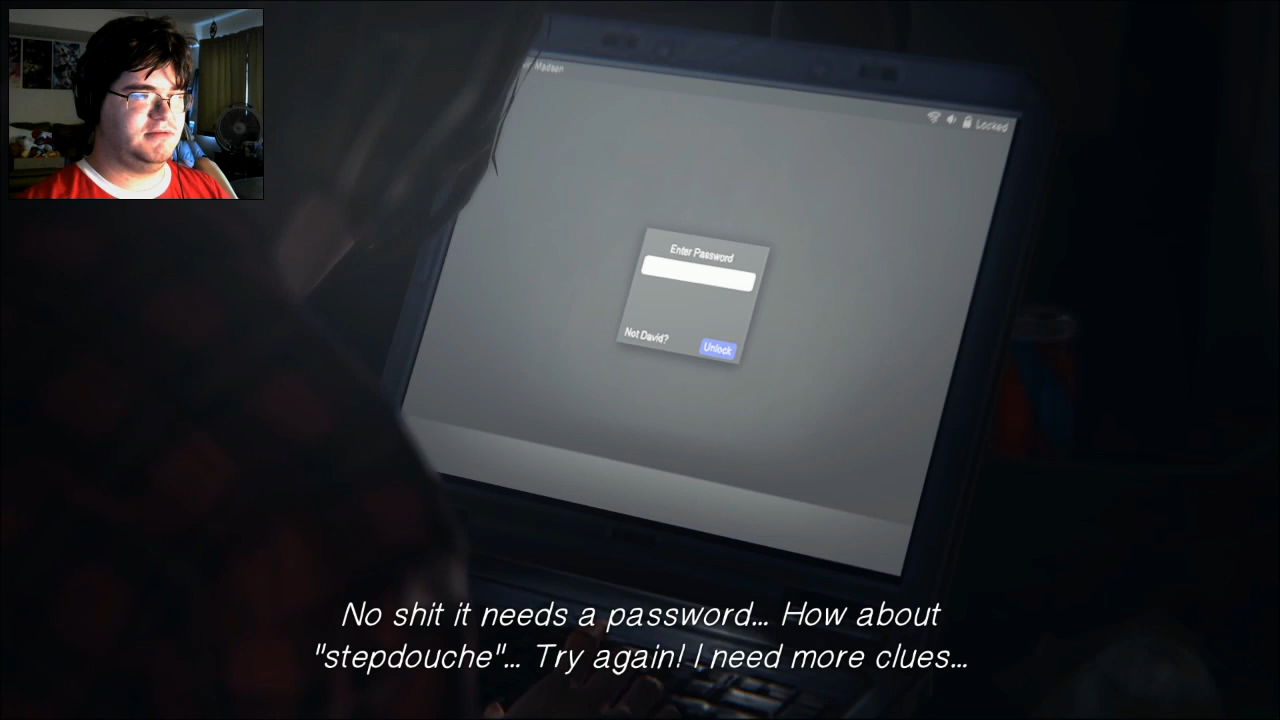 Madsen
Locked
Enter Password
Not David?
Unlock
No shit it needs a password... How about
"stepdouche"... Try again! I need more clues...